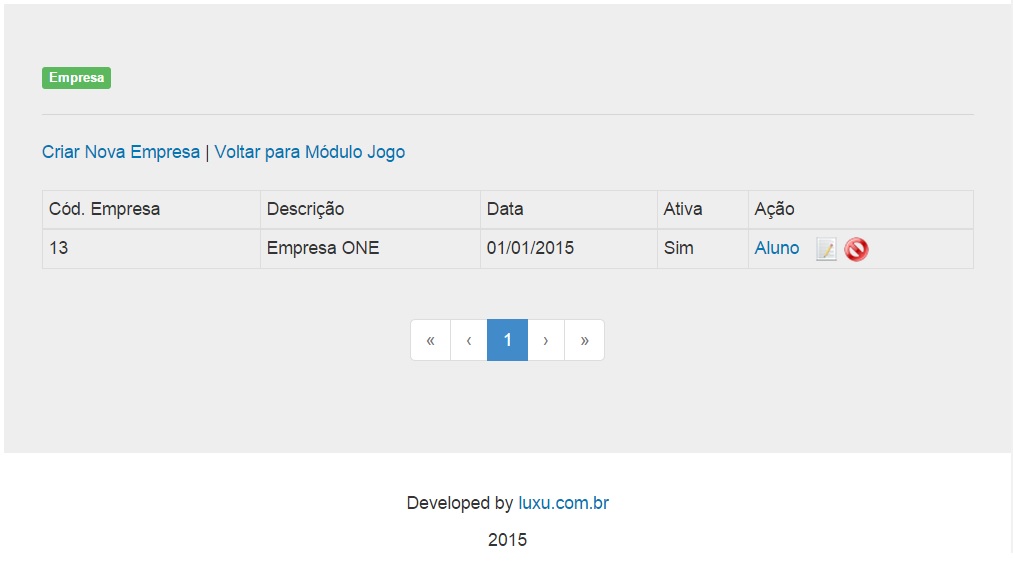 Empresa
Criar Nova Empresa | Voltar para Módulo Jogo
Cód. Empresa Descrição Data Ativa Ação
13 Empresa ONE 01/01/2015 Sim Aluno
« ‹ 1 › »
Developed by luxu.com.br
2015